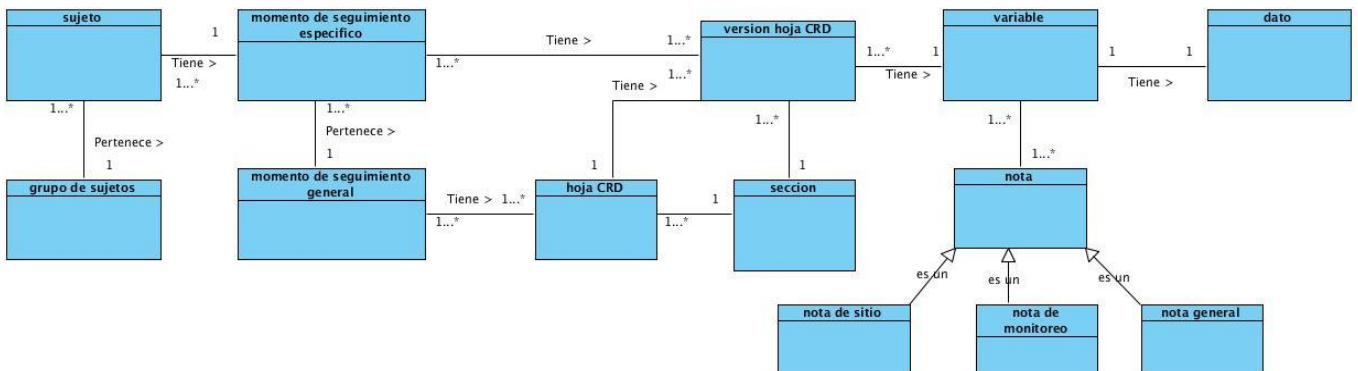 sujeto
momento de seguimiento
especifico
version hoja CRD
variable
dato
1
Tiene >
1...*
1...*
Tiene >
1...*
1...*
Tiene >
1...*
1
Tiene >
1
1
Tiene >
1...*
Pertenece >
1
1...*
Pertenece >
1
1
1...*
1
1...*
1...*
grupo de sujetos
momento de seguimiento
general
hoja CRD
seccion
nota
Tiene > 1...*
1...*
1...*
1
es un
es un
es un
nota de sitio
nota de
monitoreo
nota general